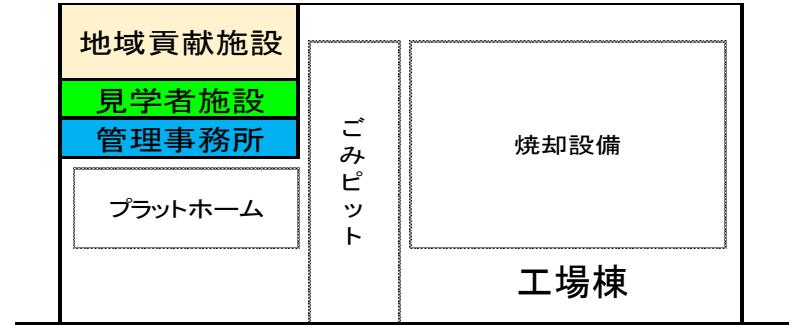 地域貢献施設
見学者施設
管理事務所
プラットホーム
ごみピット
焼却設備
工場棟